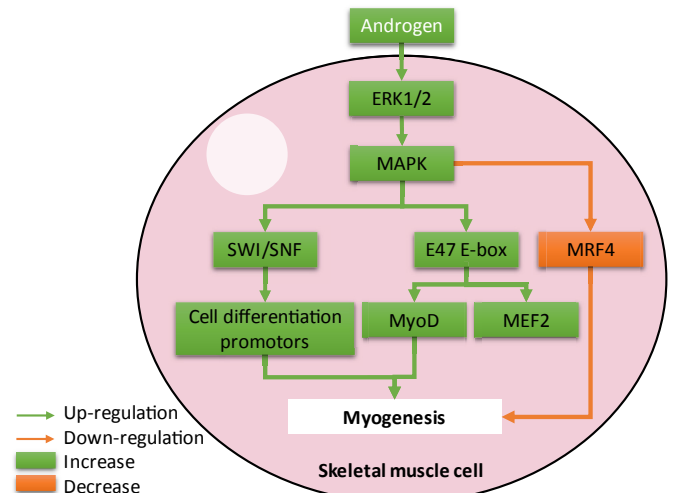 Androgen
ERK1/2
MAPK
SWI/SNF
E47 E-box
MRF4
Cell differentiation
promotors
MyoD
MEF2
Myogenesis
Up-regulation
Down-regulation
Increase
Decrease
Skeletal muscle cell